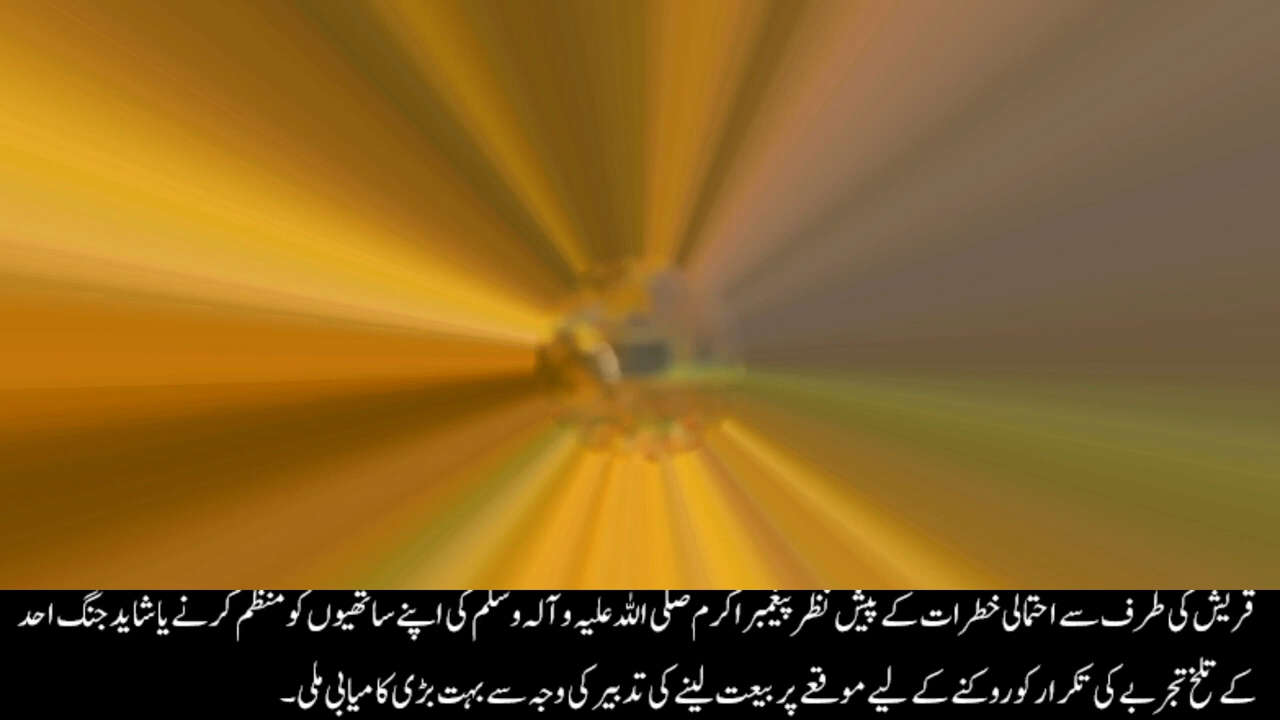 قریش کی طرف سے احتمالی خطرات کے پیش نظر پیغمبر اکرم صلی اللہ علیہ و آلہ و سلم کی اپنے ساتھیوں کو منظم کرنے یا شاید جنگ احد
کے تلخ تجربے کی تکرار کو روکنے کے لیے موقعے پر بیعت لینے کی تدبیر کی وجہ سے بہت بڑی کامیابی ملی۔